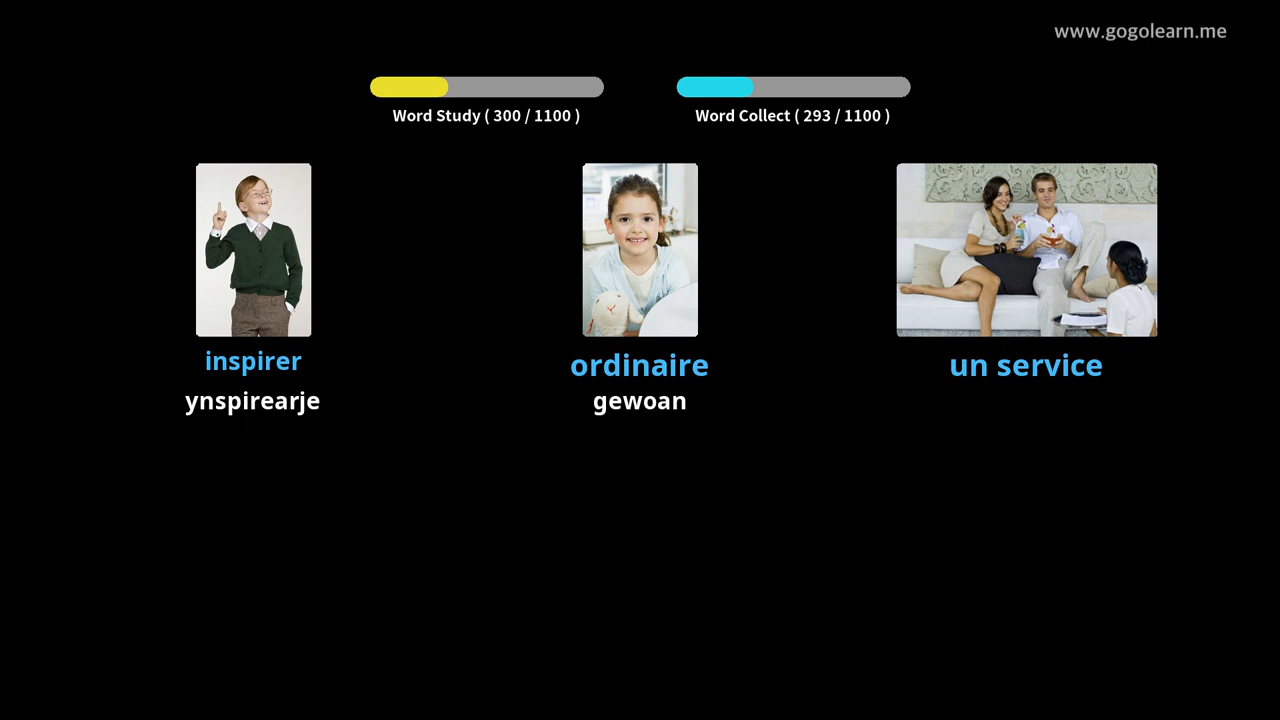 www.gogolearn.me
Word Study ( 300 / 1100 )
Word Collect ( 293 / 1100 )
inspirer
ynspirearje
ordinaire
gewoan
un service